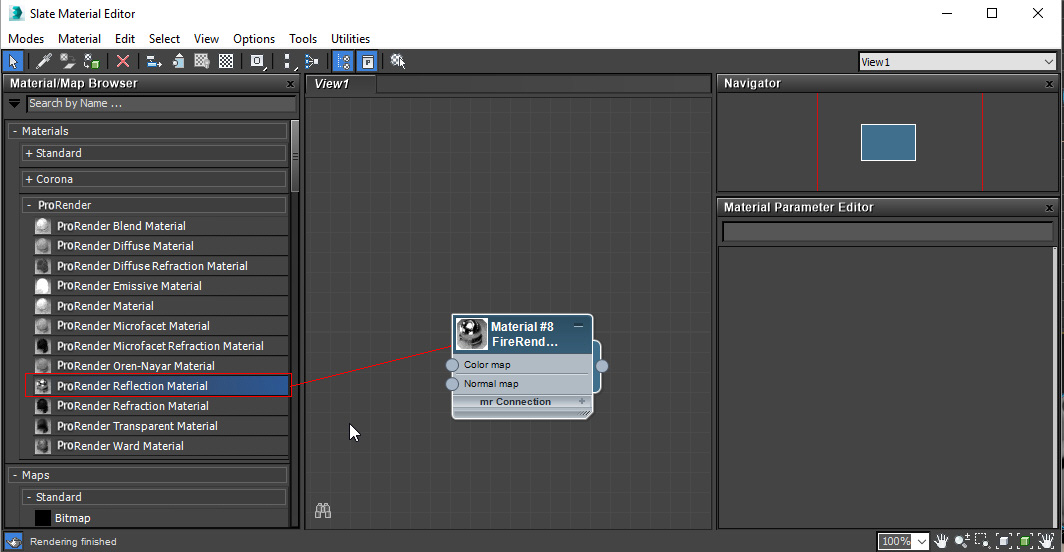 Slate Material Editor
Modes Material Edit Select View Options Tools Utilities
View1
Material/Map Browser x
View1
Navigator x
Search by Name ...
- Materials
+ Standard
+ Corona
- ProRender
ProRender Blend Material
ProRender Diffuse Material
ProRender Diffuse Refraction Material
ProRender Emissive Material
ProRender Material
ProRender Microfacet Material
ProRender Microfacet Refraction Material
ProRender Oren-Nayar Material
ProRender Reflection Material
ProRender Refraction Material
ProRender Transparent Material
ProRender Ward Material
- Maps
- Standard
Bitmap
Material #8
FireRend...
Color map
Normal map
mr Connection +
Material Parameter Editor x
Rendering finished
100%